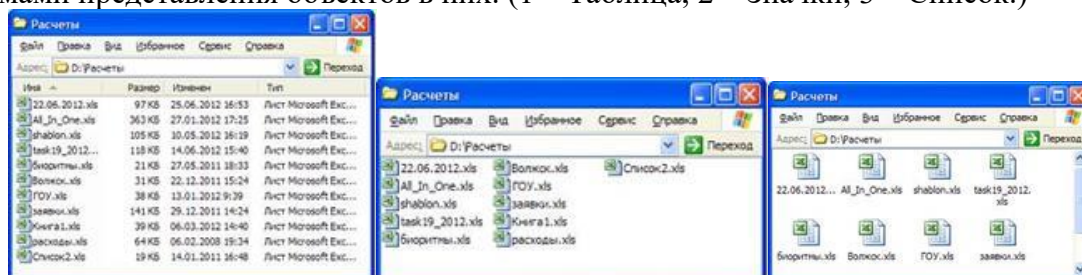 мами представления объектов в них. (1 – Таблица, 2 – Значки, 3 – Список.)
Расчеты
Файл Правка Вид Избранное Сервис Справка
Адрес: D:\Расчеты Переход
Имя Размер Изменен Тип
22.06.2012.xls 97 КБ 25.06.2012 16:53 Лист Microsoft Exc...
All_In_One.xls 363 КБ 27.01.2012 17:25 Лист Microsoft Exc...
shablon.xls 105 КБ 10.05.2012 16:19 Лист Microsoft Exc...
task19_2012.... 118 КБ 14.06.2012 15:40 Лист Microsoft Exc...
биоритмы.xls 21 КБ 27.05.2011 18:33 Лист Microsoft Exc...
Волкок.xls 31 КБ 22.12.2011 15:24 Лист Microsoft Exc...
ГОУ.xls 38 КБ 13.01.2012 9:39 Лист Microsoft Exc...
заявки.xls 141 КБ 29.12.2011 14:24 Лист Microsoft Exc...
Книга1.xls 39 КБ 06.03.2012 14:40 Лист Microsoft Exc...
расходы.xls 64 КБ 06.02.2008 19:34 Лист Microsoft Exc...
Список2.xls 19 КБ 14.01.2011 16:48 Лист Microsoft Exc...
Расчеты
Файл Правка Вид Избранное Сервис Справка
Адрес: D:\Расчеты Переход
22.06.2012.xls Волкок.xls Список2.xls
All_In_One.xls ГОУ.xls
shablon.xls заявки.xls
task19_2012.xls Книга1.xls
биоритмы.xls расходы.xls
Расчеты
Файл Правка Вид Избранное Сервис Справка
Адрес: D:\Расчеты Переход
22.06.2012... All_In_One.xls shablon.xls task19_2012.
xls
биоритмы.xls Волкок.xls ГОУ.xls заявки.xls